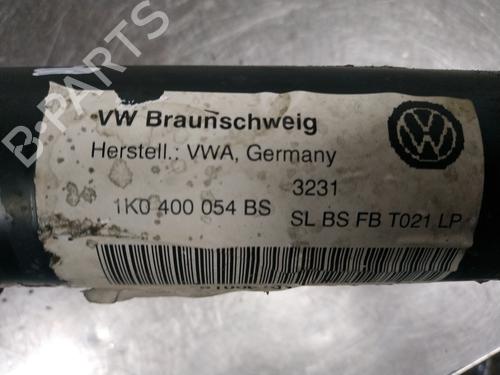 B-PARTS
VW Braunschweig
Herstell.: VWA, Germany
3231
1K0 400 054 BS SL BS FB T021 LP